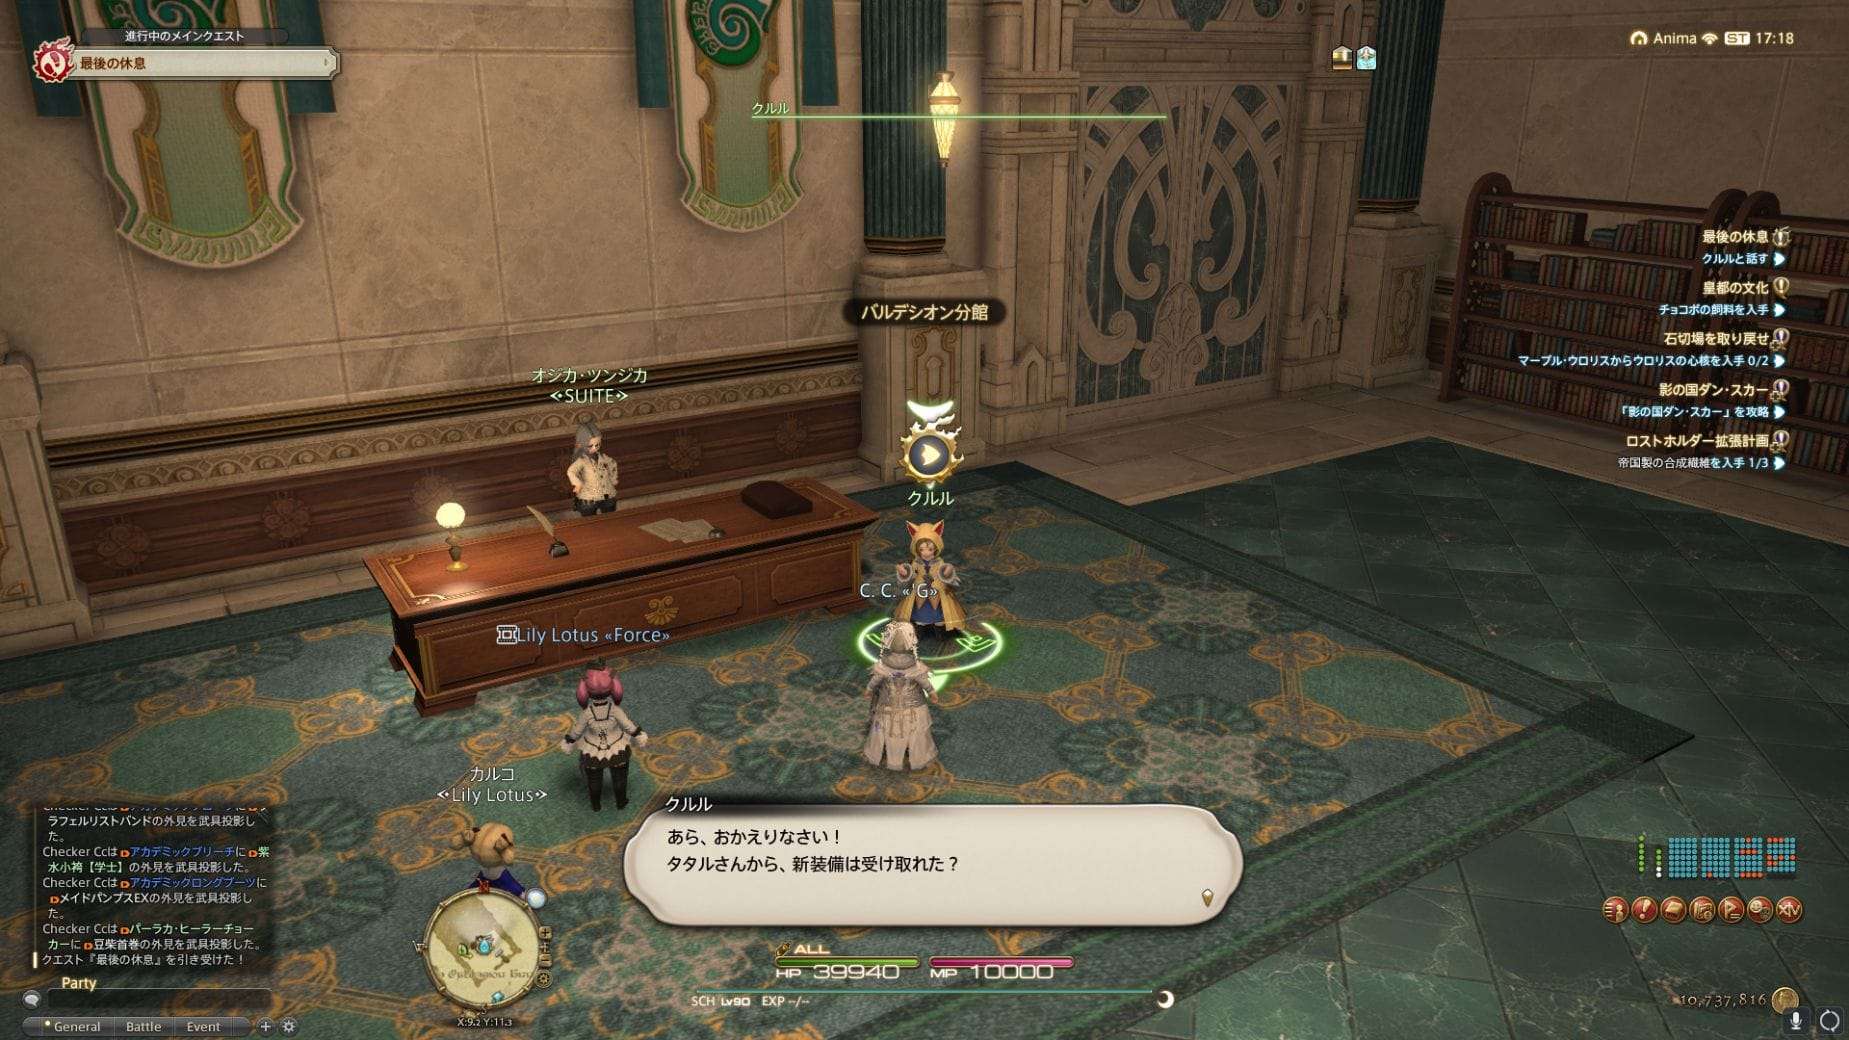 進行中のメインクエスト
最後の休息
Anima ST 17:18
クルル
最後の休息
クルルと話す
皇都の文化
チョコボの飼料を入手
石切場を取り戻せ
マーブル・ウロリスからウロリスの心核を入手 0/2
影の国ダン・スカー
「影の国ダン・スカー」を攻略
ロストホルダー拡張計画
帝国製の合成繊維を入手 1/3
バルデシオン分館
オジカ・ツンジカ
«SUITE»
クルル
C. C. «'G»
Lily Lotus «Force»
カルコ
«Lily Lotus»
クルル
あら、おかえりなさい！
タタルさんから、新装備は受け取れた？
ラフェルリストバンドの外見を武具投影し
た。
Checker Ccは アカデミックブリーチに 紫
水小袴【学士】の外見を武具投影した。
Checker Ccは アカデミックロングブーツに
メイドパンプスEXの外見を武具投影し
た。
Checker Ccは パーラカ・ヒーラーチョー
カーに 豆柴首巻の外見を武具投影した。
クエスト『最後の休息』を引き受けた！
Party
General Battle Event
N
X:9.2 Y:11.3
ALL
HP 39940 MP 10000
SCH Lv90 EXP --/--
XIV
10,737,816